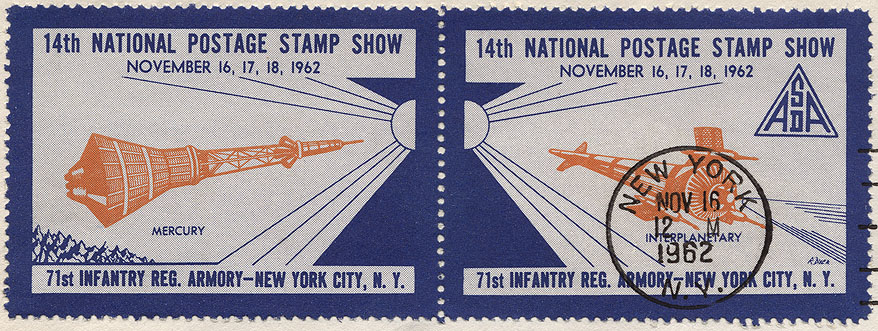 14th NATIONAL POSTAGE STAMP SHOW
NOVEMBER 16, 17, 18, 1962
MERCURY
71st INFANTRY REG. ARMORY–NEW YORK CITY, N. Y.
14th NATIONAL POSTAGE STAMP SHOW
NOVEMBER 16, 17, 18, 1962
ASDA
INTERPLANETARY
71st INFANTRY REG. ARMORY–NEW YORK CITY, N. Y.
NEW YORK
NOV 16
12 M
1962
N.Y.